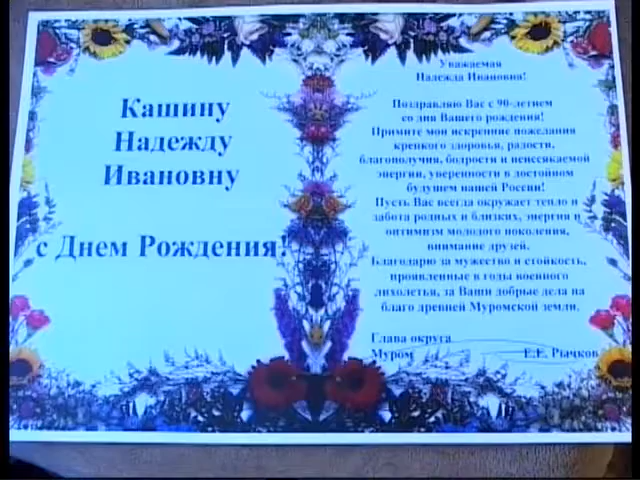 Кашину
Надежду
Ивановну
с Днем Рождения!
Уважаемая
Надежда Ивановна!
Поздравляю Вас с 90-летием
со дня Вашего рождения!
Примите мои искренние пожелания
крепкого здоровья, радости,
благополучия, бодрости и неиссякаемой
энергии, уверенности в достойном
будущем нашей России!
Пусть Вас всегда окружает тепло и
забота родных и близких, энергия и
оптимизм молодого поколения,
внимание друзей.
Благодарю за мужество и стойкость,
проявленные в годы военного
лихолетья, за Ваши добрые дела на
благо древней Муромской земли.
Глава округа
Муром Е.Е. Рычков